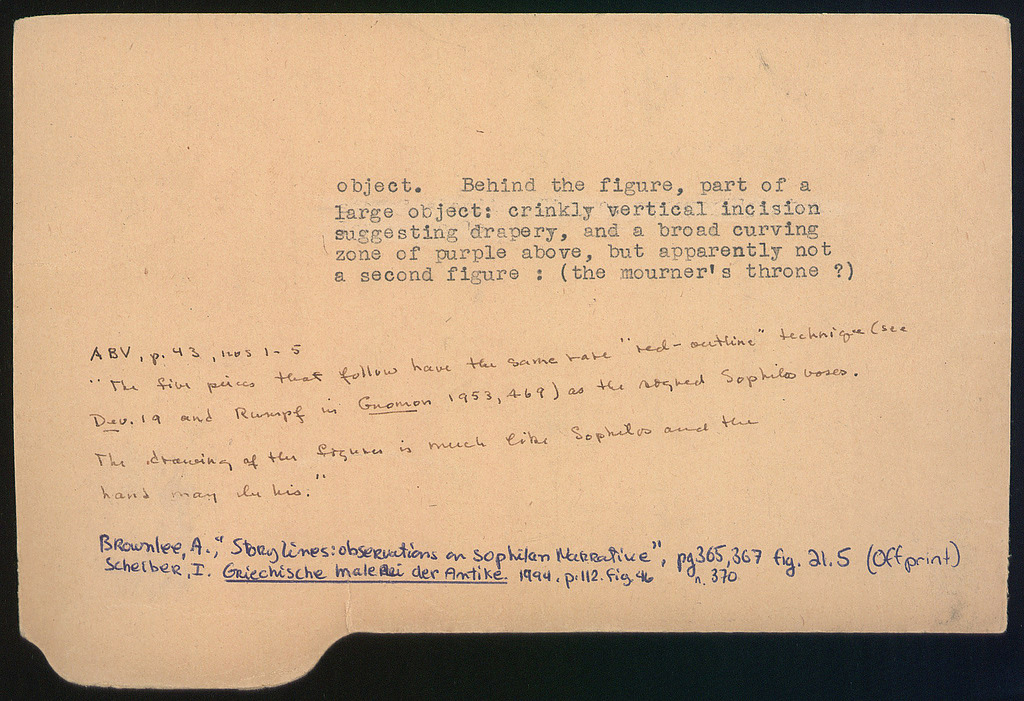 object. Behind the figure, part of a
large object: crinkly vertical incision
suggesting drapery, and a broad curving
zone of purple above, but apparently not
a second figure : (the mourner's throne ?)
ABV, p. 43, nos 1-5
"The five pieces that follow have the same rare "red-outline" technique (see
Dev. 19 and Rumpf in Gnomon 1953, 469) as the signed Sophilos vases.
The drawing of the figures is much like Sophilos and the
hand may be his."
Brownlee, A., "Story Lines: observations on Sophilan Narrative", pg 365, 367 fig. 21.5 (Offprint)
Scheiber, I. Griechische Malerei der Antike. 1994. p. 112. fig. 46 n. 370